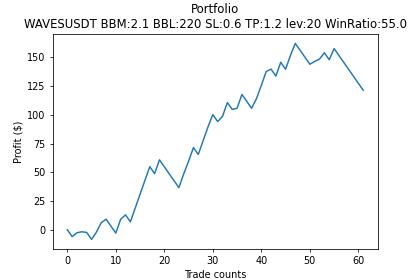 Portfolio
WAVESUSDT BBM:2.1 BBL:220 SL:0.6 TP:1.2 lev:20 WinRatio:55.0
150
125
100
75
50
25
0
Profit ($)
0 10 20 30 40 50 60
Trade counts